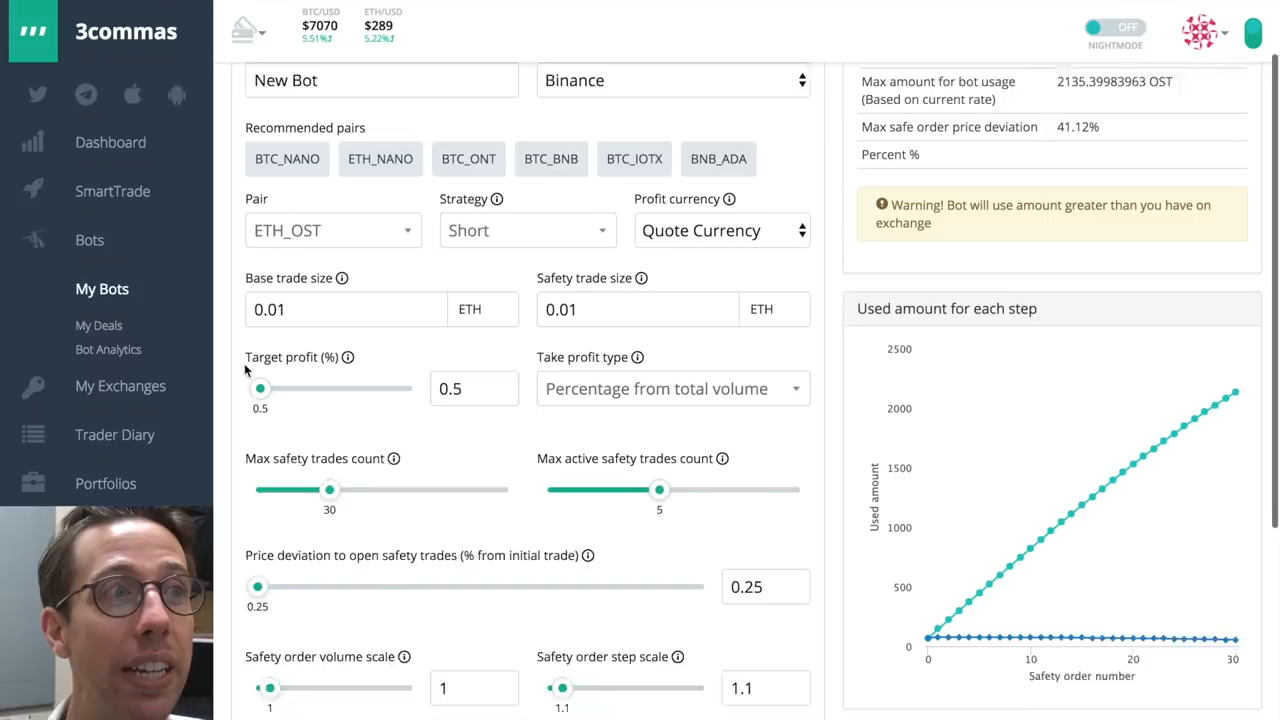 3commas
BTC/USD
$7070
5.51%
ETH/USD
$289
5.22%
OFF
NIGHTMODE
Dashboard
SmartTrade
Bots
My Bots
My Deals
Bot Analytics
My Exchanges
Trader Diary
Portfolios
New Bot
Binance
Recommended pairs
BTC_NANO
ETH_NANO
BTC_ONT
BTC_BNB
BTC_IOTX
BNB_ADA
Pair
Strategy
Profit currency
ETH_OST
Short
Quote Currency
Base trade size
Safety trade size
0.01
ETH
0.01
ETH
Target profit (%)
Take profit type
0.5
0.5
Percentage from total volume
Max safety trades count
Max active safety trades count
30
5
Price deviation to open safety trades (% from initial trade)
0.25
0.25
Safety order volume scale
Safety order step scale
1
1
1.1
1.1
Max amount for bot usage
(Based on current rate)
2135.39983963 OST
Max safe order price deviation
41.12%
Percent %
Warning! Bot will use amount greater than you have on
exchange
Used amount for each step
2500
2000
1500
1000
500
0
Used amount
0
10
20
30
Safety order number